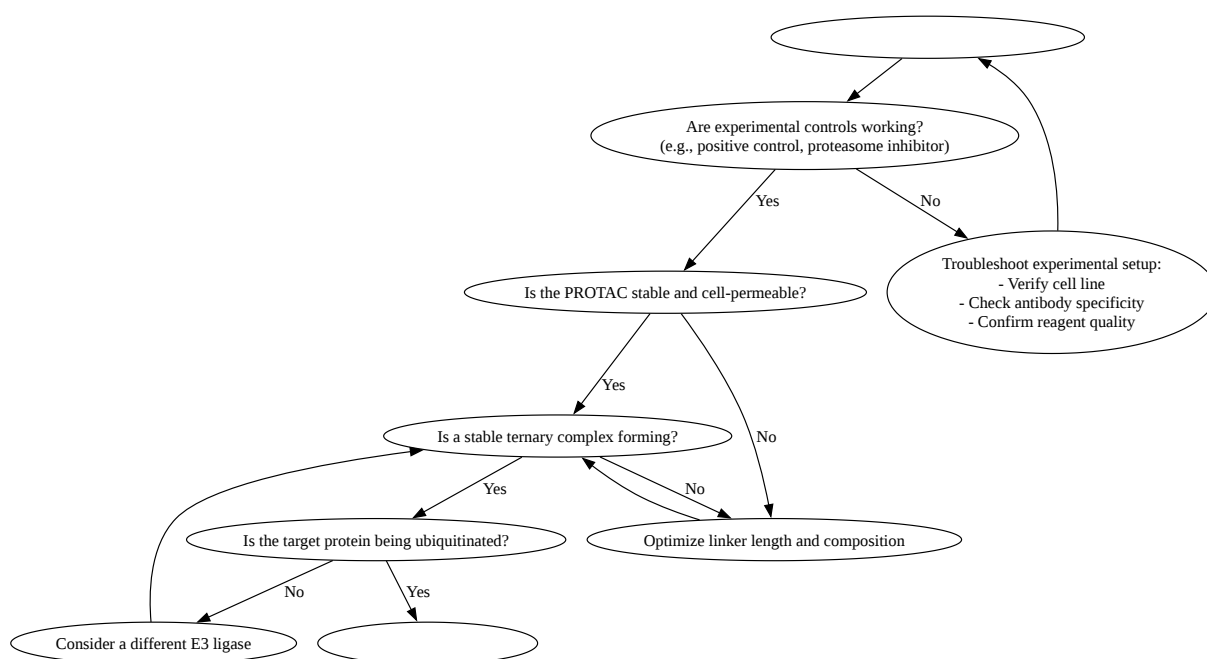 Are experimental controls working?
(e.g., positive control, proteasome inhibitor)
Yes
No
Troubleshoot experimental setup:
- Verify cell line
- Check antibody specificity
- Confirm reagent quality
Is the PROTAC stable and cell-permeable?
Yes
No
Is a stable ternary complex forming?
Yes
No
Is the target protein being ubiquitinated?
Optimize linker length and composition
No
Yes
Consider a different E3 ligase